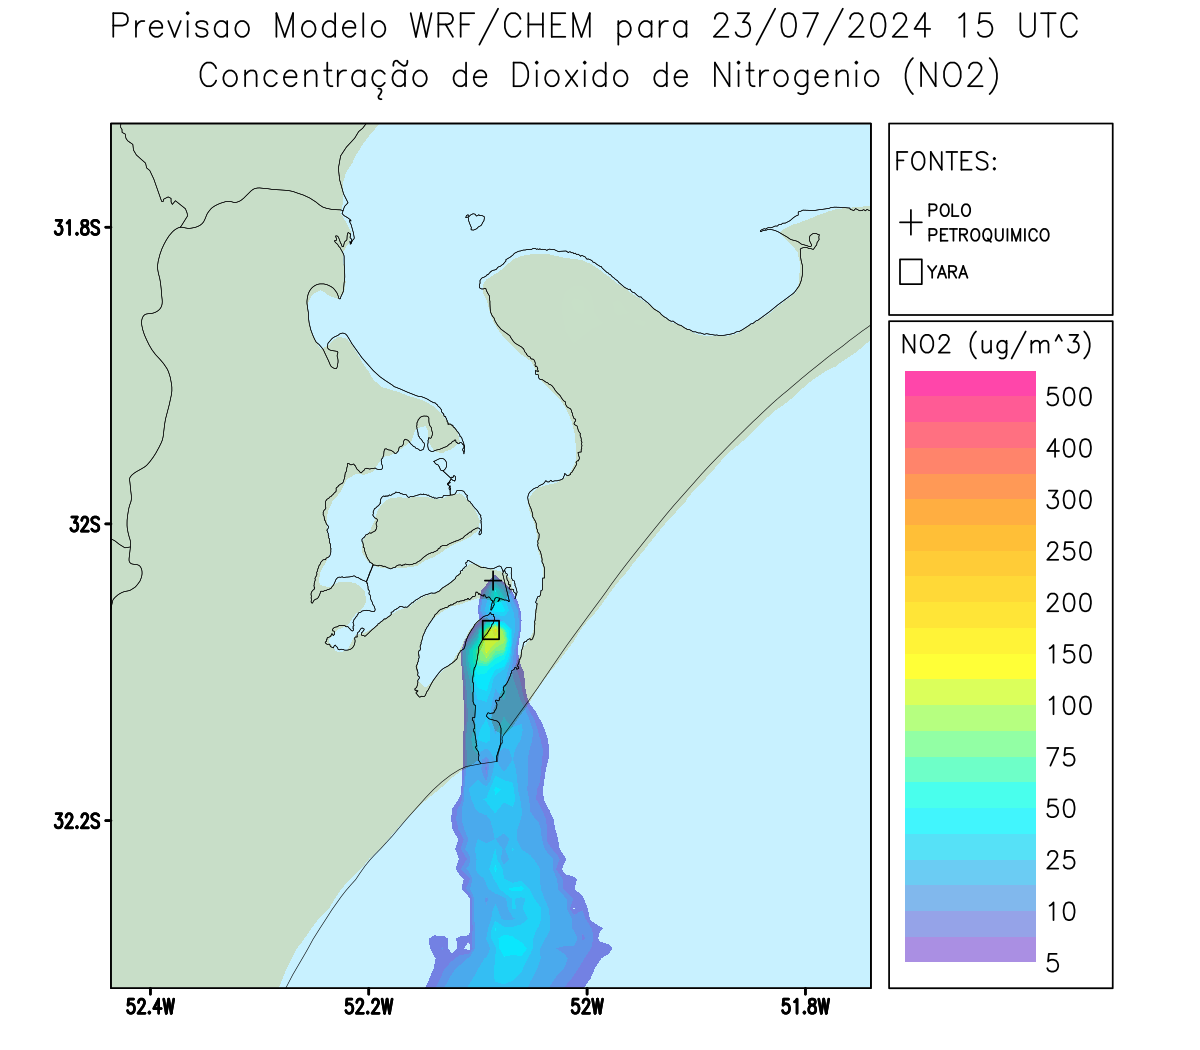 Previsao Modelo WRF/CHEM para 23/07/2024 15 UTC
Concentração de Dioxido de Nitrogenio (NO2)
FONTES:
POLO
PETROQUIMICO
YARA
NO2 (ug/m^3)
500
400
300
250
200
150
100
75
50
25
10
5
31.8S
32S
32.2S
52.4W
52.2W
52W
51.8W